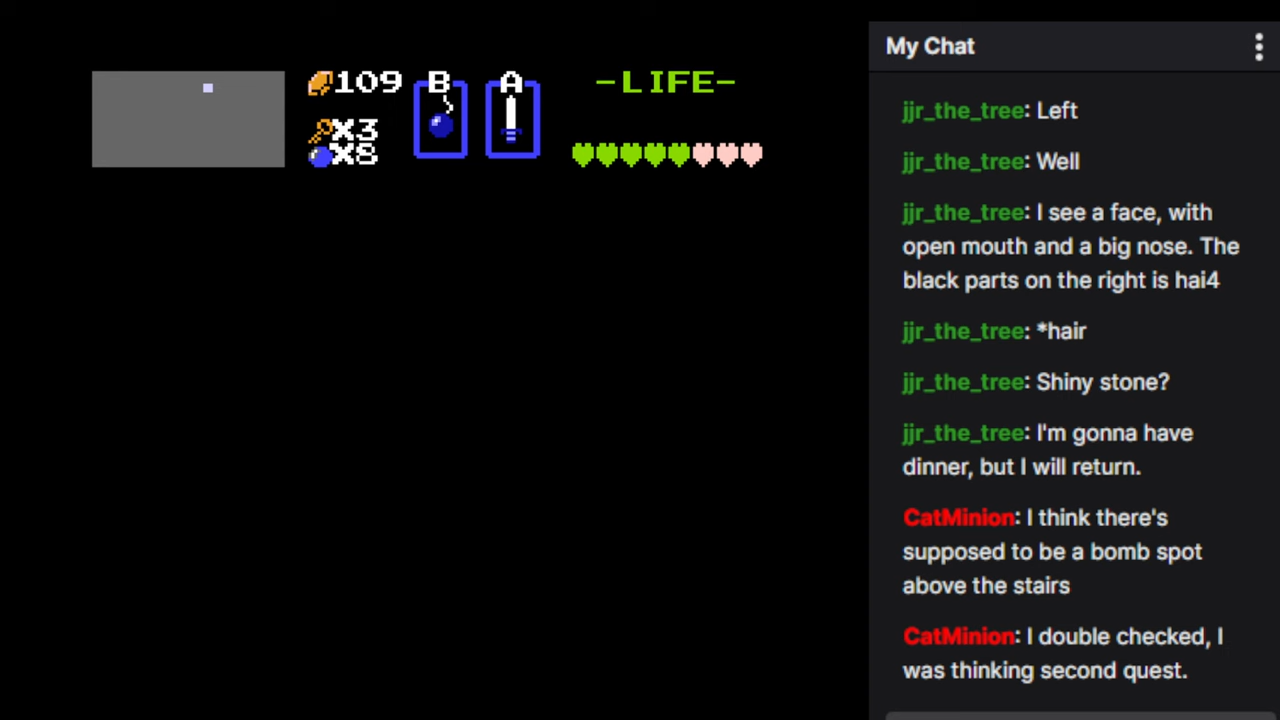 109
B
A
-LIFE-
X3
X8
My Chat
jjr_the_tree: Left
jjr_the_tree: Well
jjr_the_tree: I see a face, with
open mouth and a big nose. The
black parts on the right is hai4
jjr_the_tree: *hair
jjr_the_tree: Shiny stone?
jjr_the_tree: I'm gonna have
dinner, but I will return.
CatMinion: I think there's
supposed to be a bomb spot
above the stairs
CatMinion: I double checked, I
was thinking second quest.